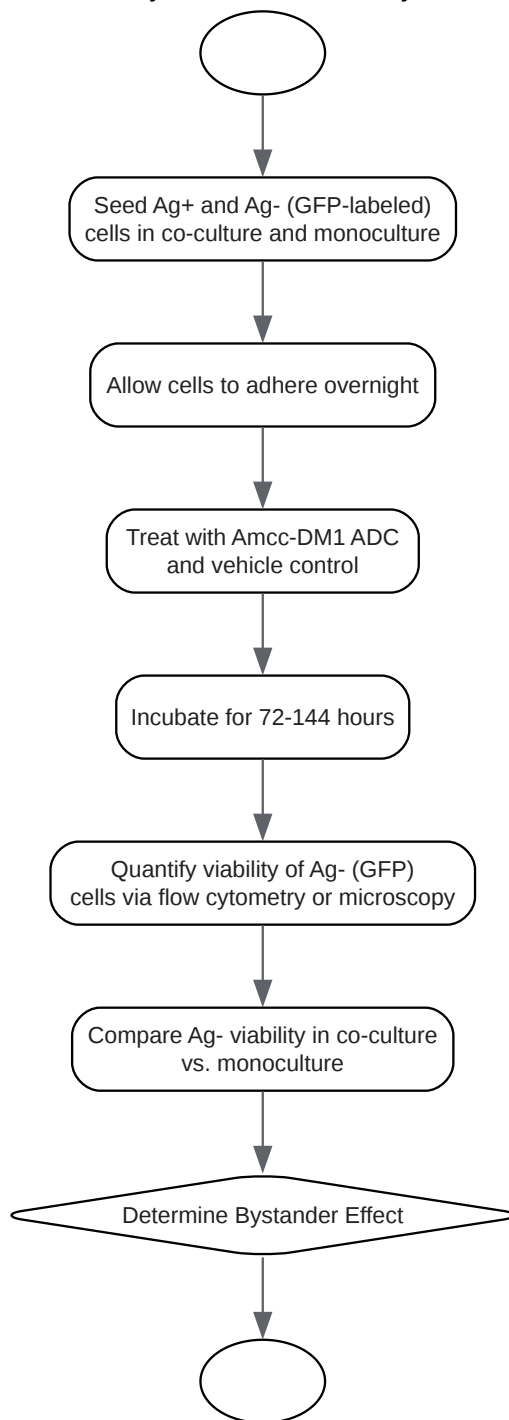 Seed Ag+ and Ag- (GFP-labeled)
cells in co-culture and monoculture
Allow cells to adhere overnight
Treat with Amcc-DM1 ADC
and vehicle control
Incubate for 72-144 hours
Quantify viability of Ag- (GFP)
cells via flow cytometry or microscopy
Compare Ag- viability in co-culture
vs. monoculture
Determine Bystander Effect